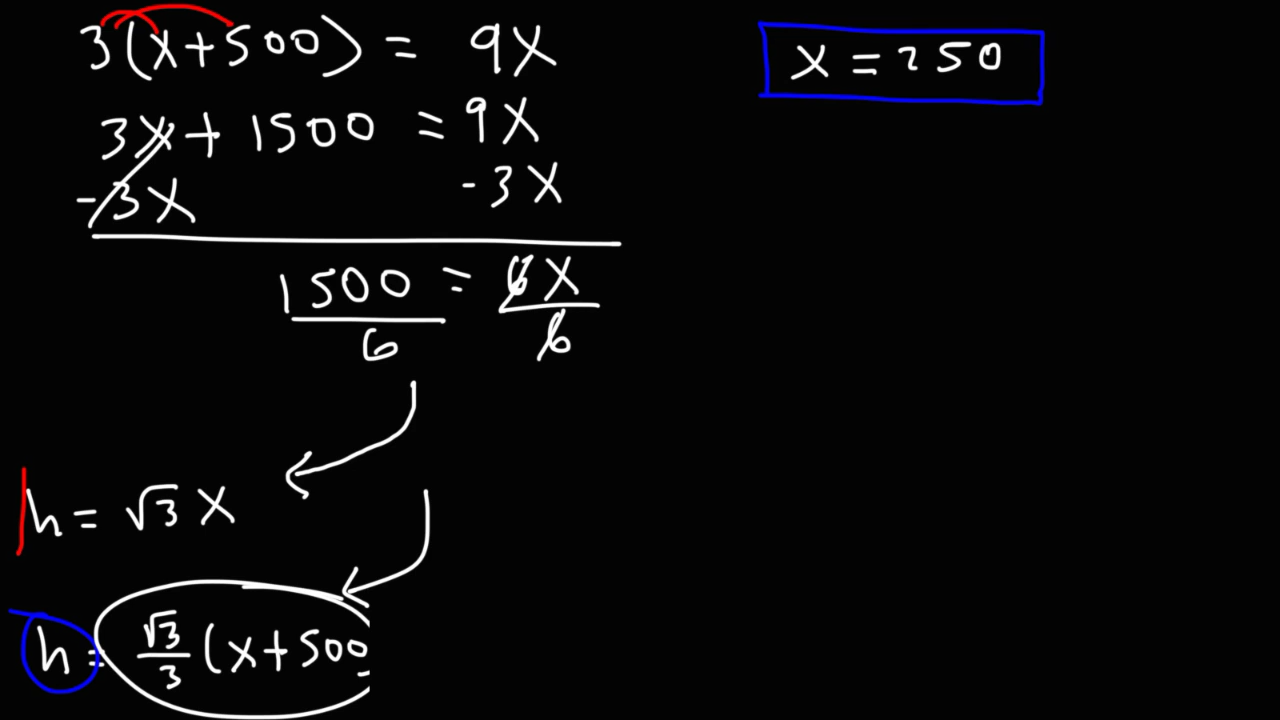 3(x+500) = 9x
3x + 1500 = 9x
-3x -3x
1500 = 6x
6 6
h = √3 x
h = √3/3 (x+500
x = 250